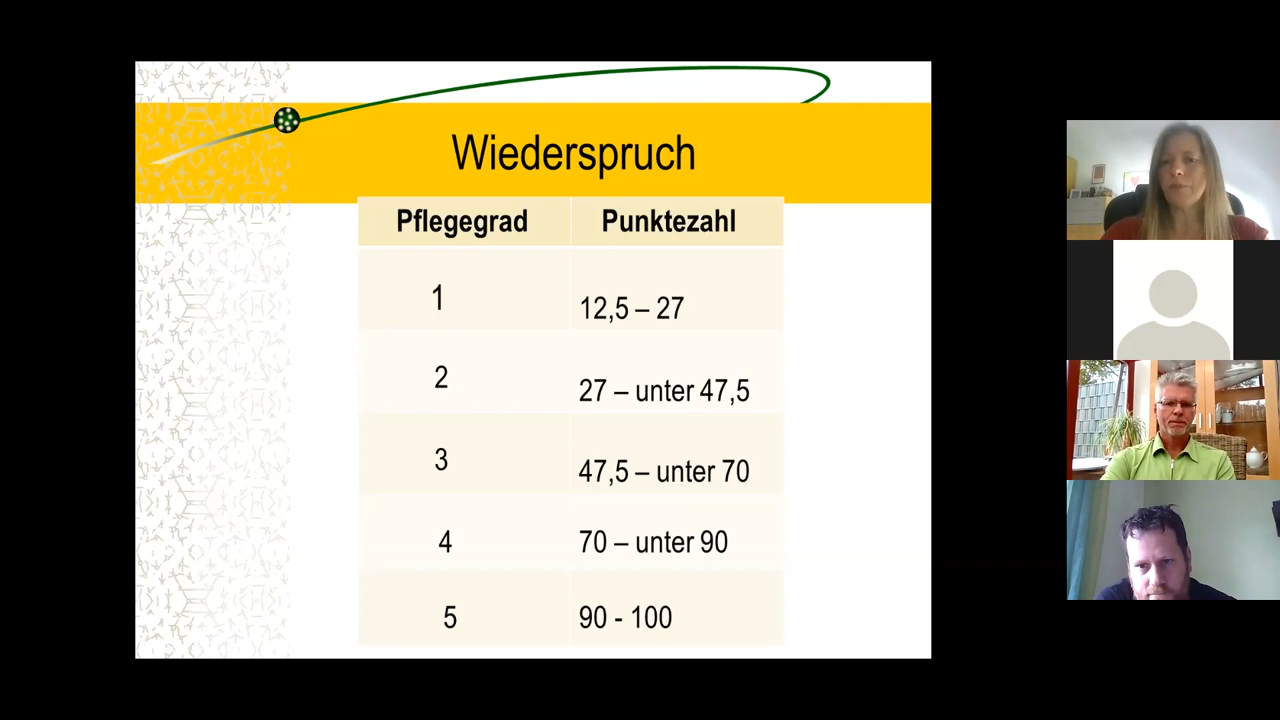 Wiederspruch
Pflegegrad Punktezahl
1 12,5 – 27
2 27 – unter 47,5
3 47,5 – unter 70
4 70 – unter 90
5 90 - 100